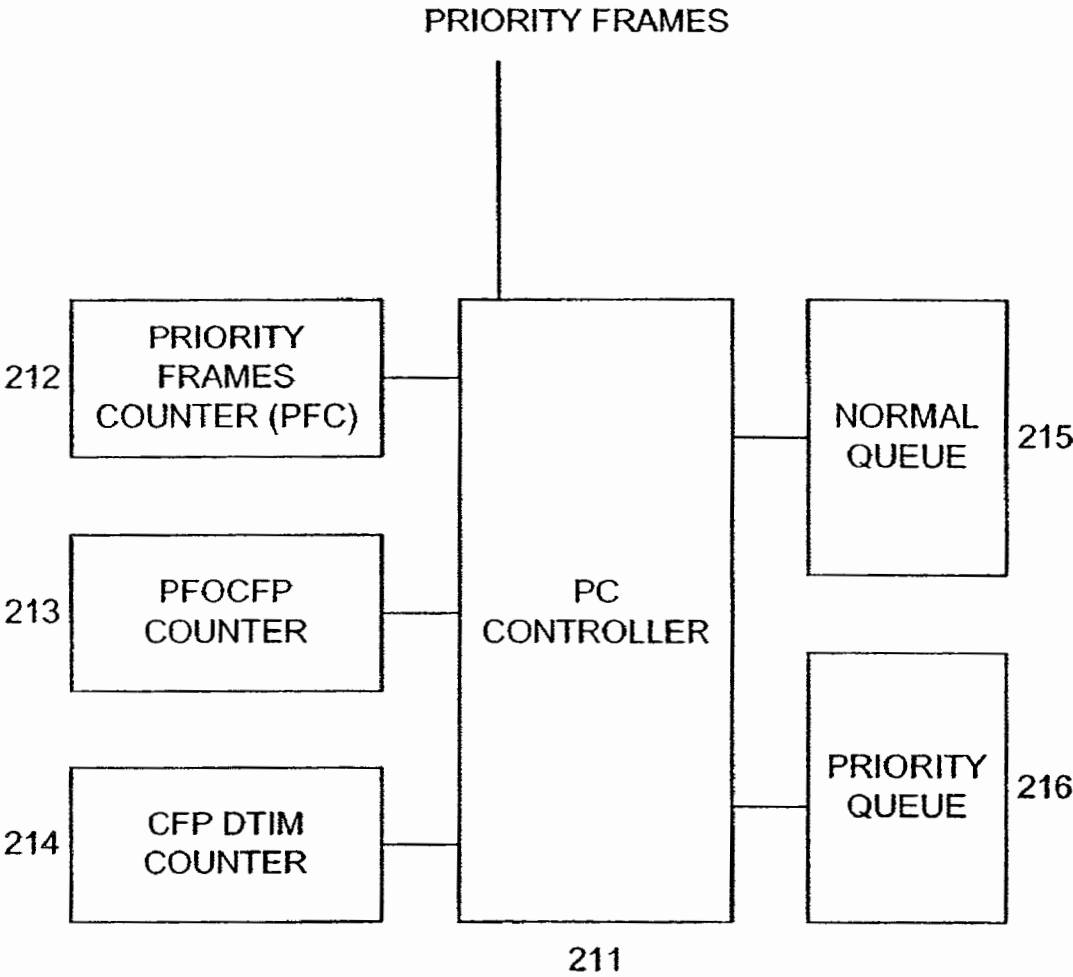 PRIORITY FRAMES
212
PRIORITY
FRAMES
COUNTER (PFC)
213
PFOCFP
COUNTER
214
CFP DTIM
COUNTER
PC
CONTROLLER
211
NORMAL
QUEUE
215
PRIORITY
QUEUE
216